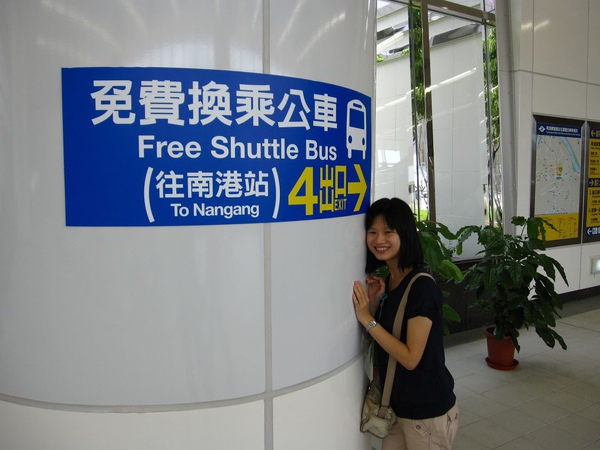 免費換乘公車
Free Shuttle Bus
(往南港站)
To Nangang
4出口
EXIT